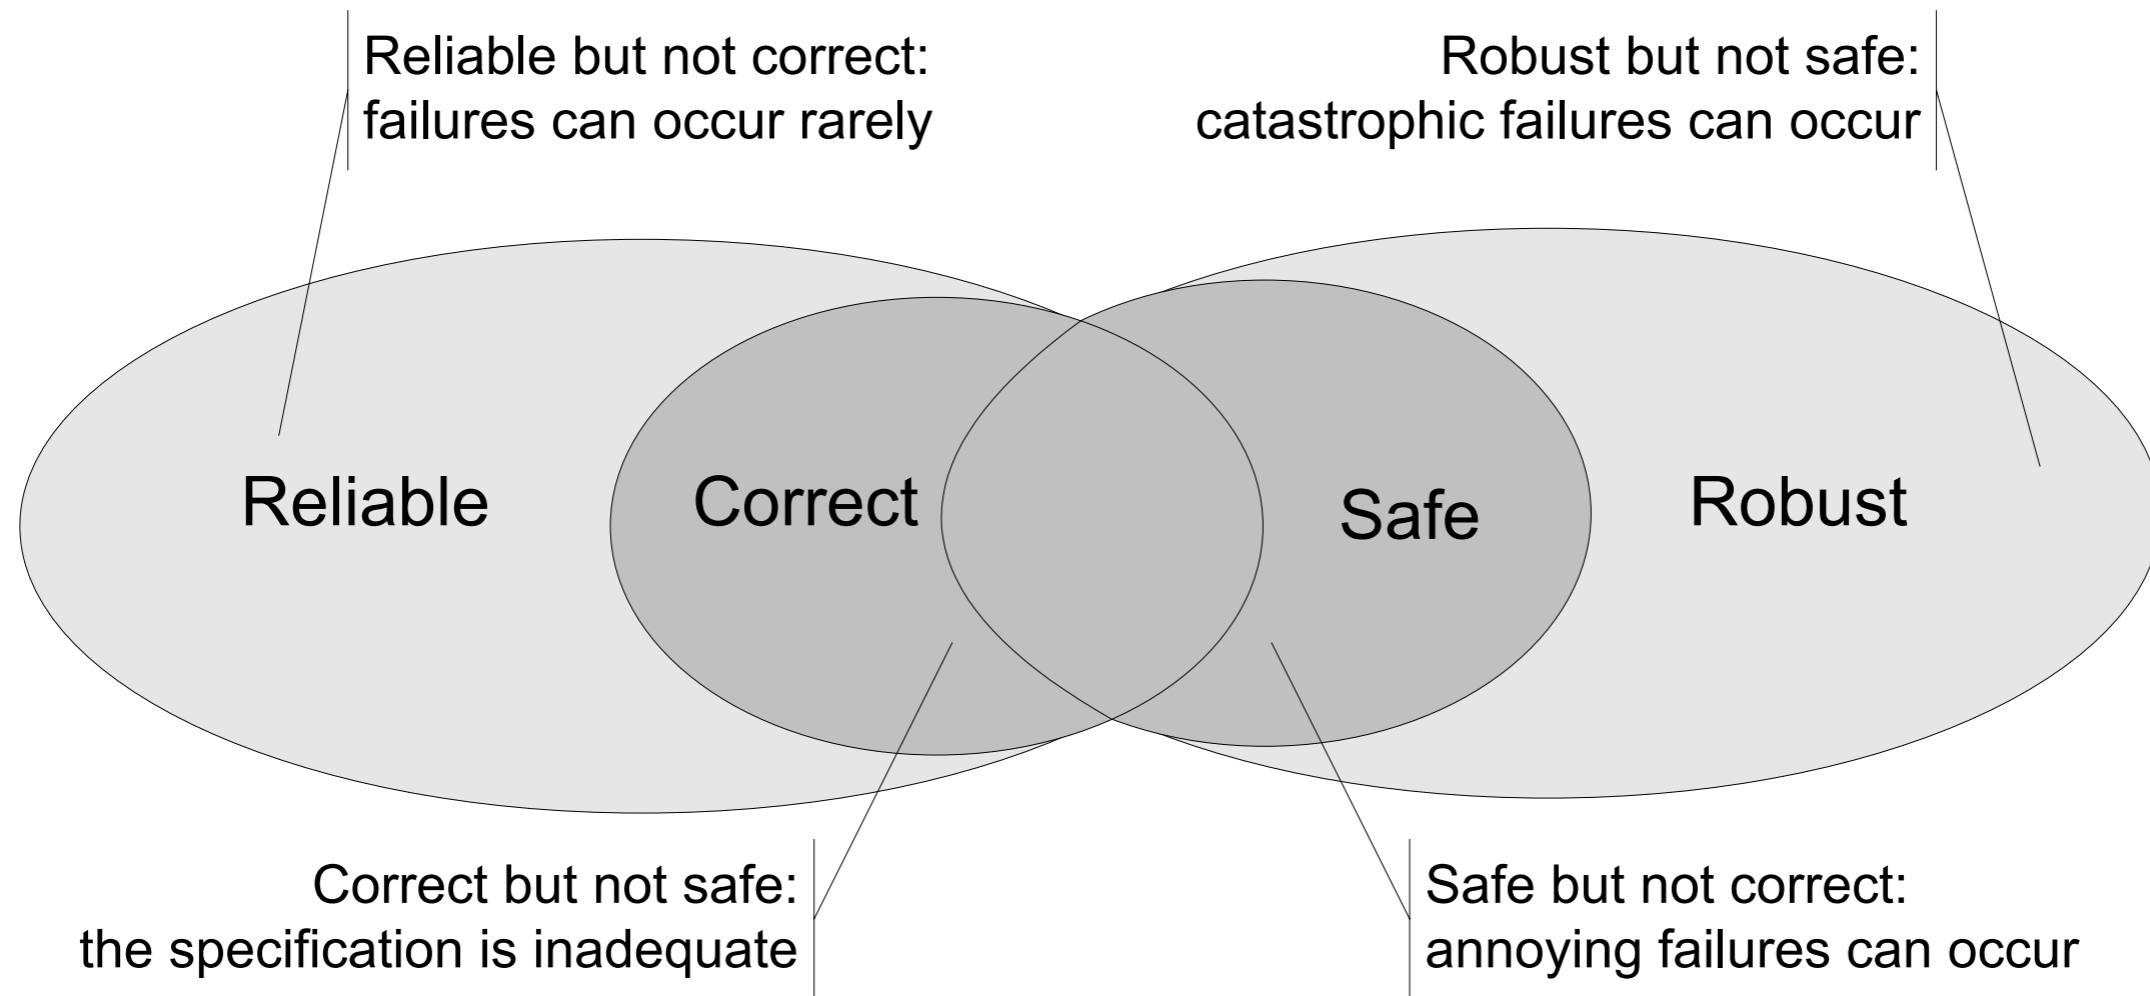 Reliable but not correct:
failures can occur rarely
Robust but not safe:
catastrophic failures can occur
Reliable
Correct
Safe
Robust
Correct but not safe:
the specification is inadequate
Safe but not correct:
annoying failures can occur